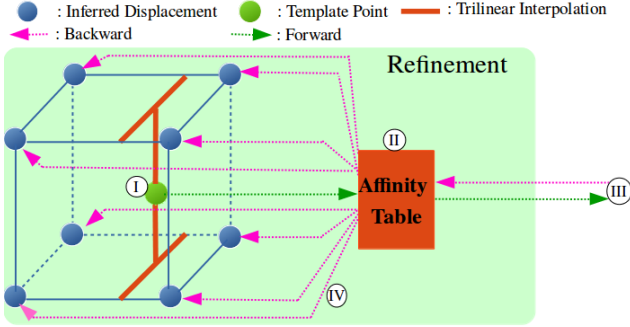 : Inferred Displacement
: Template Point
: Trilinear Interpolation
: Backward
: Forward
Refinement
II
I
Affinity
Table
III
IV